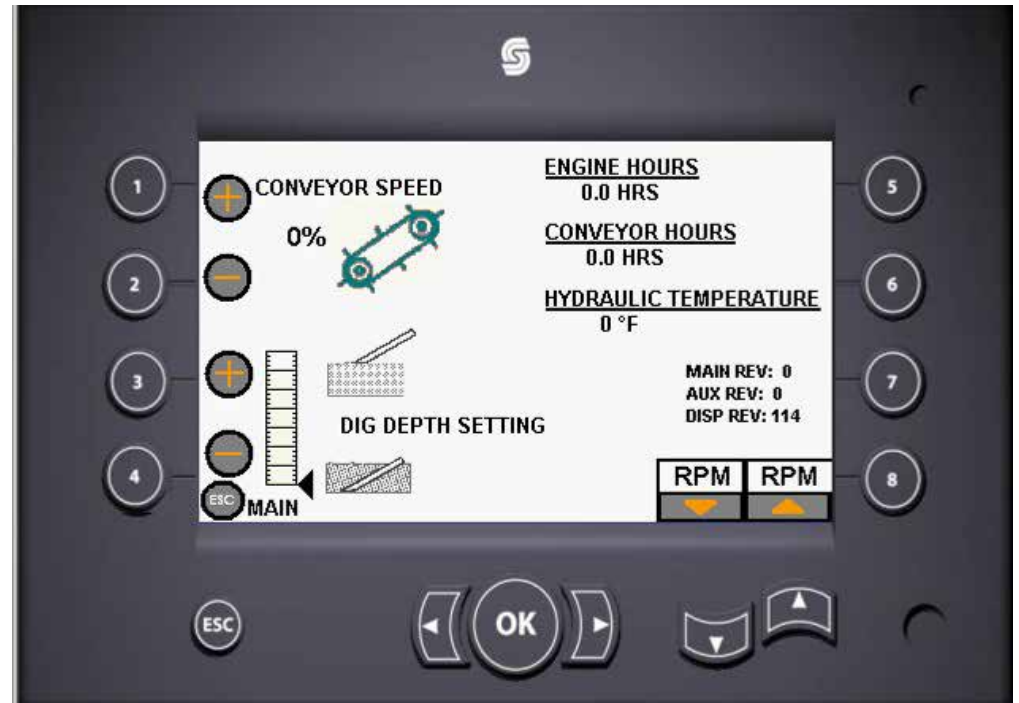 1
2
3
4
CONVEYOR SPEED
0%
DIG DEPTH SETTING
ESC
MAIN
ENGINE HOURS
0.0 HRS
CONVEYOR HOURS
0.0 HRS
HYDRAULIC TEMPERATURE
0 °F
MAIN REV: 0
AUX REV: 0
DISP REV: 114
RPM RPM
5
6
7
8
ESC
OK